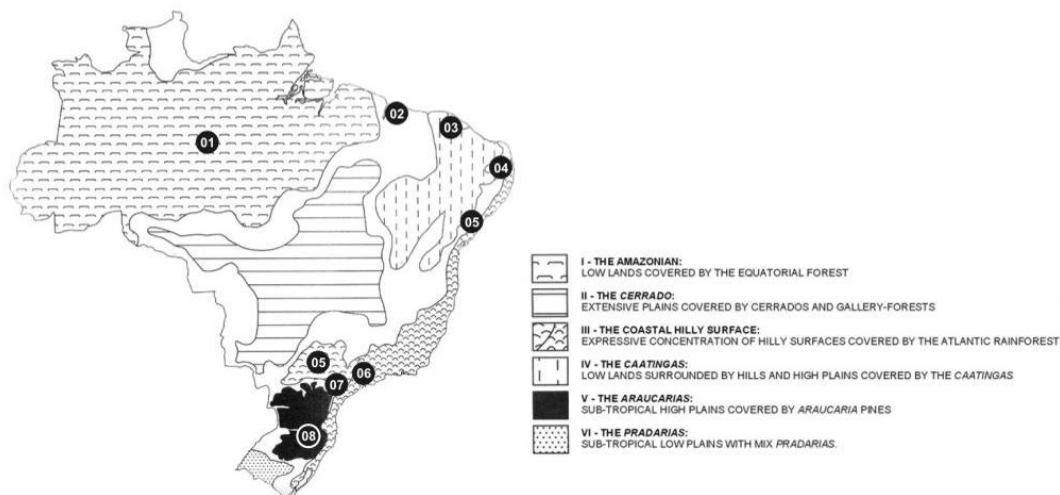 01
02
03
04
05
05
06
07
08
I - THE AMAZONIAN:
LOW LANDS COVERED BY THE EQUATORIAL FOREST
II - THE CERRADO:
EXTENSIVE PLAINS COVERED BY CERRADOS AND GALLERY-FORESTS
III - THE COASTAL HILLY SURFACE:
EXPRESSIVE CONCENTRATION OF HILLY SURFACES COVERED BY THE ATLANTIC RAINFOREST
IV - THE CAATINGAS:
LOW LANDS SURROUNDED BY HILLS AND HIGH PLAINS COVERED BY THE CAATINGAS
V - THE ARAUCARIAS:
SUB-TROPICAL HIGH PLAINS COVERED BY ARAUCARIA PINES
VI - THE PRADARIAS:
SUB-TROPICAL LOW PLAINS WITH MIX PRADARIAS.